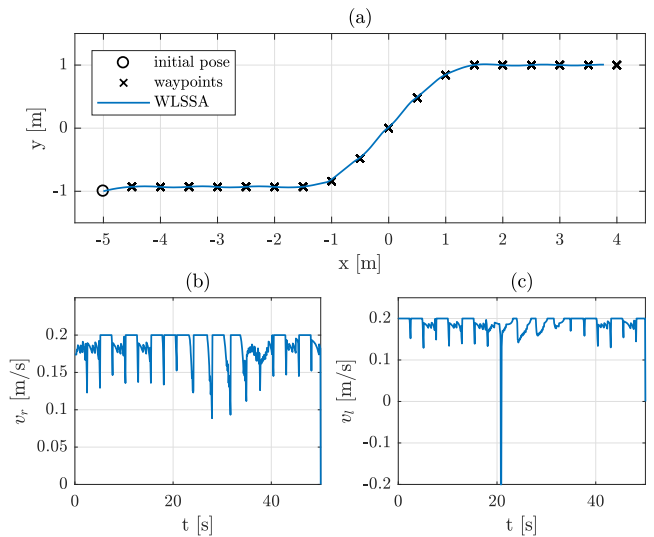 (a)
1
0
-1
y [m]
initial pose
waypoints
WLSSA
-5 -4 -3 -2 -1 0 1 2 3 4 5
x [m]
(b)
0.2
0.15
0.1
0.05
0
v_r [m/s]
0 20 40
t [s]
(c)
0.2
0.1
0
-0.1
-0.2
v_l [m/s]
0 20 40
t [s]